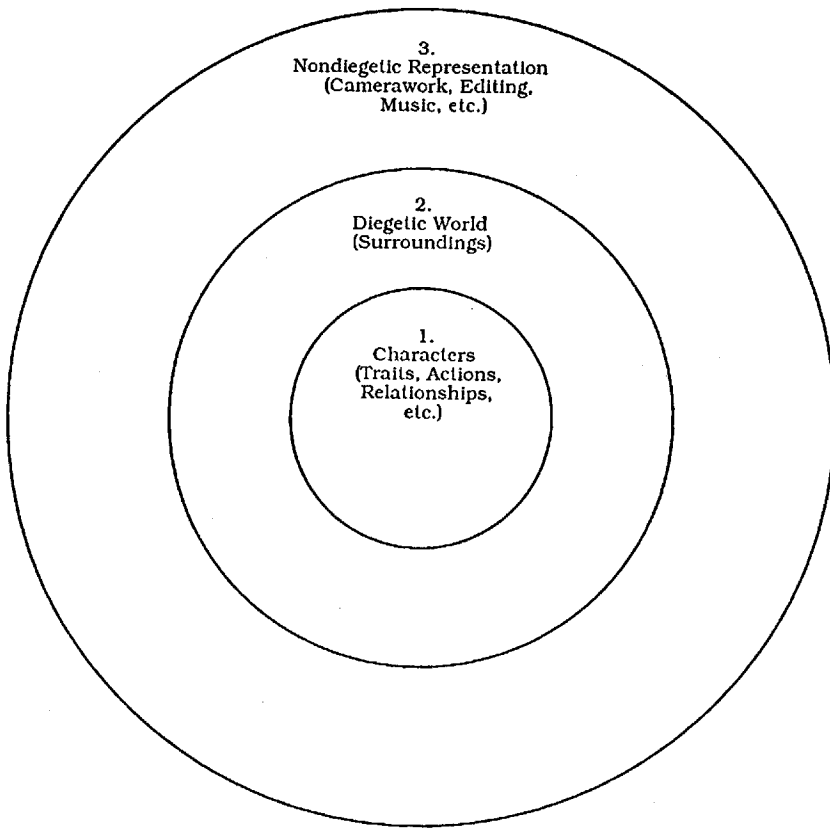 3.
Nondiegetic Representation
(Camerawork, Editing,
Music, etc.)
2.
Diegetic World
(Surroundings)
1.
Characters
(Traits, Actions,
Relationships,
etc.)